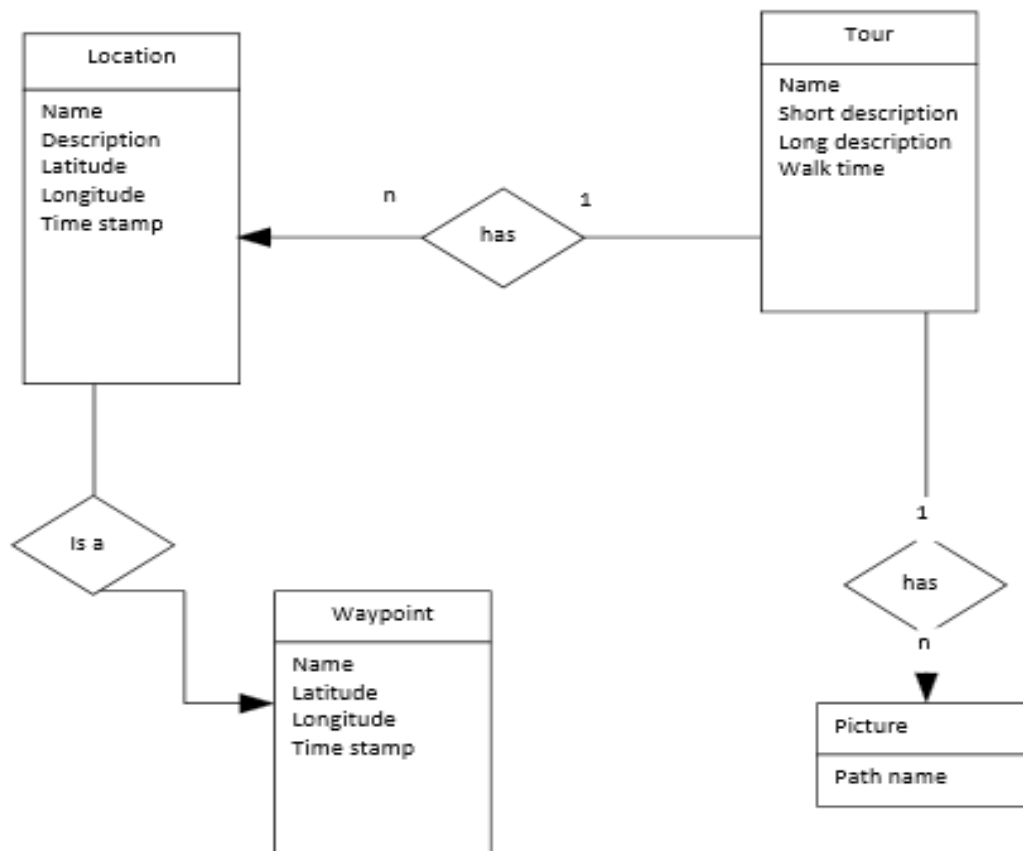 Location
Name
Description
Latitude
Longitude
Time stamp
n
has
1
Tour
Name
Short description
Long description
Walk time
Is a
Waypoint
Name
Latitude
Longitude
Time stamp
1
has
n
Picture
Path name